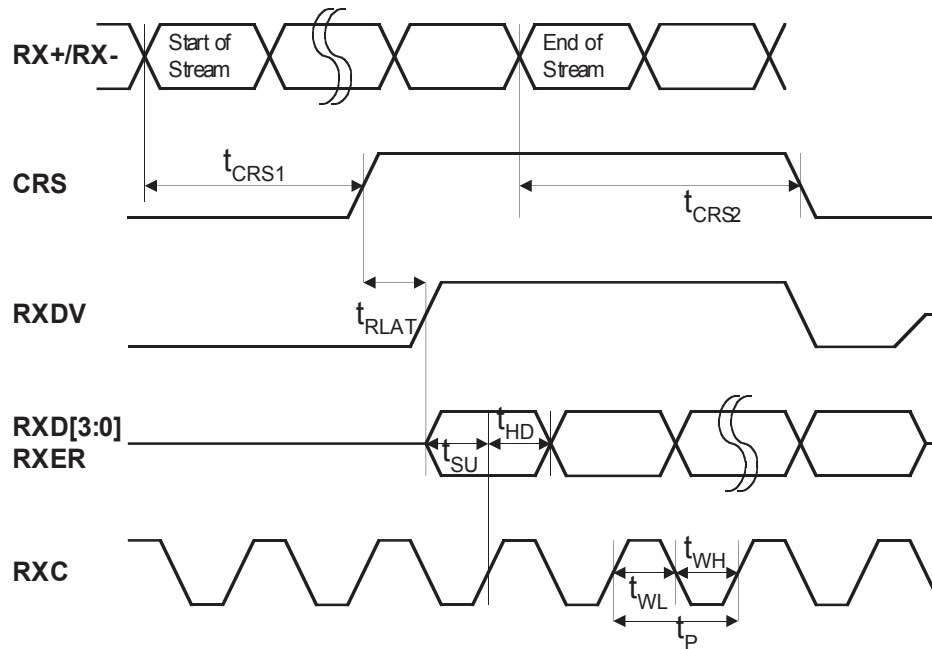 RX+/RX-
Start of
Stream
End of
Stream
CRS
tCRS1
tCRS2
RXDV
tRLAT
RXD[3:0]
RXER
tSU
tHD
RXC
tWL
tWH
tP